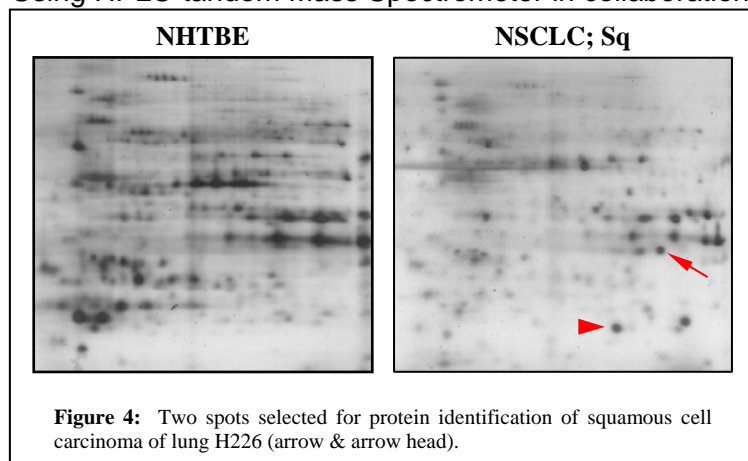 NHTBE NSCLC; Sq
Figure 4: Two spots selected for protein identification of squamous cell
carcinoma of lung H226 (arrow & arrow head).